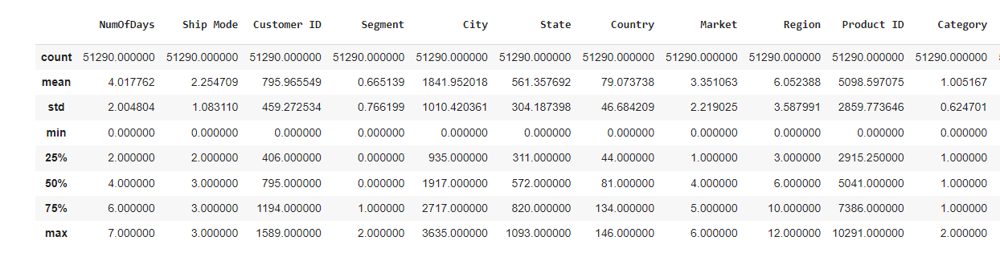 NumOfDays Ship Mode Customer ID Segment City State Country Market Region Product ID Category
count 51290.000000 51290.000000 51290.000000 51290.000000 51290.000000 51290.000000 51290.000000 51290.000000 51290.000000 51290.000000 51290.000000
mean 4.017762 2.254709 795.965549 0.665139 1841.952018 561.357692 79.073738 3.351063 6.052388 5098.597075 1.005167
std 2.004804 1.083110 459.272534 0.766199 1010.420361 304.187398 46.684209 2.219025 3.587991 2859.773646 0.624701
min 0.000000 0.000000 0.000000 0.000000 0.000000 0.000000 0.000000 0.000000 0.000000 0.000000 0.000000
25% 2.000000 2.000000 406.000000 0.000000 935.000000 311.000000 44.000000 1.000000 3.000000 2915.250000 1.000000
50% 4.000000 3.000000 795.000000 0.000000 1917.000000 572.000000 81.000000 4.000000 6.000000 5041.000000 1.000000
75% 6.000000 3.000000 1194.000000 1.000000 2717.000000 820.000000 134.000000 5.000000 10.000000 7386.000000 1.000000
max 7.000000 3.000000 1589.000000 2.000000 3635.000000 1093.000000 146.000000 6.000000 12.000000 10291.000000 2.000000